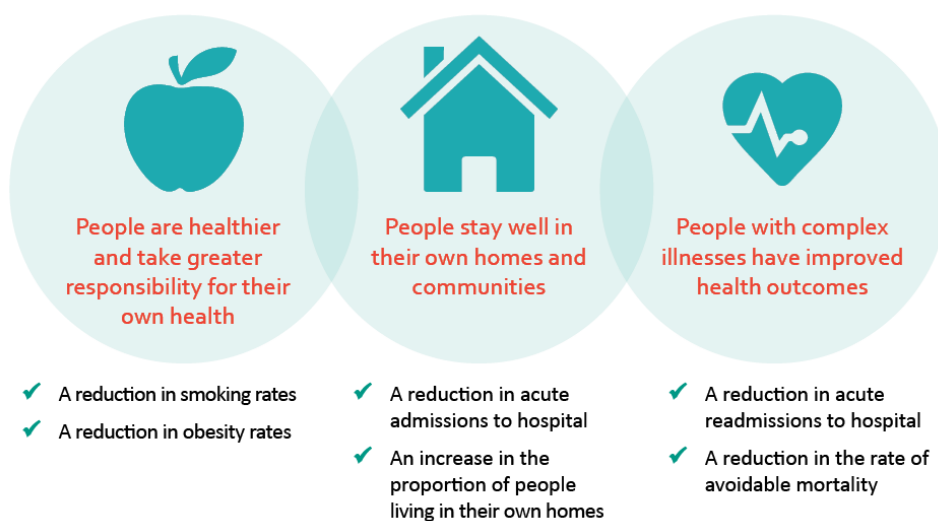 People are healthier
and take greater
responsibility for their
own health
People stay well in
their own homes and
communities
People with complex
illnesses have improved
health outcomes
A reduction in smoking rates
A reduction in obesity rates
A reduction in acute
admissions to hospital
An increase in the
proportion of people
living in their own homes
A reduction in acute
readmissions to hospital
A reduction in the rate of
avoidable mortality